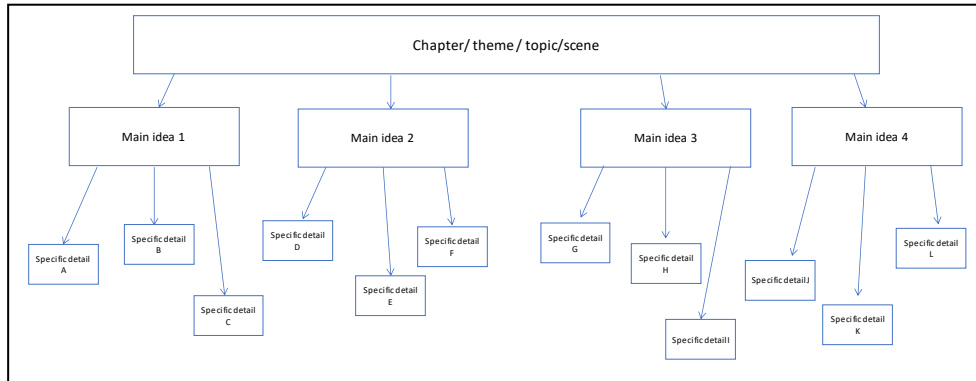 Chapter/ theme / topic/scene
Main idea 1
Main idea 2
Main idea 3
Main idea 4
Specific detail
A
Specific detail
B
Specific detail
C
Specific detail
D
Specific detail
E
Specific detail
F
Specific detail
G
Specific detail
H
Specific detail I
Specific detail J
Specific detail
K
Specific detail
L